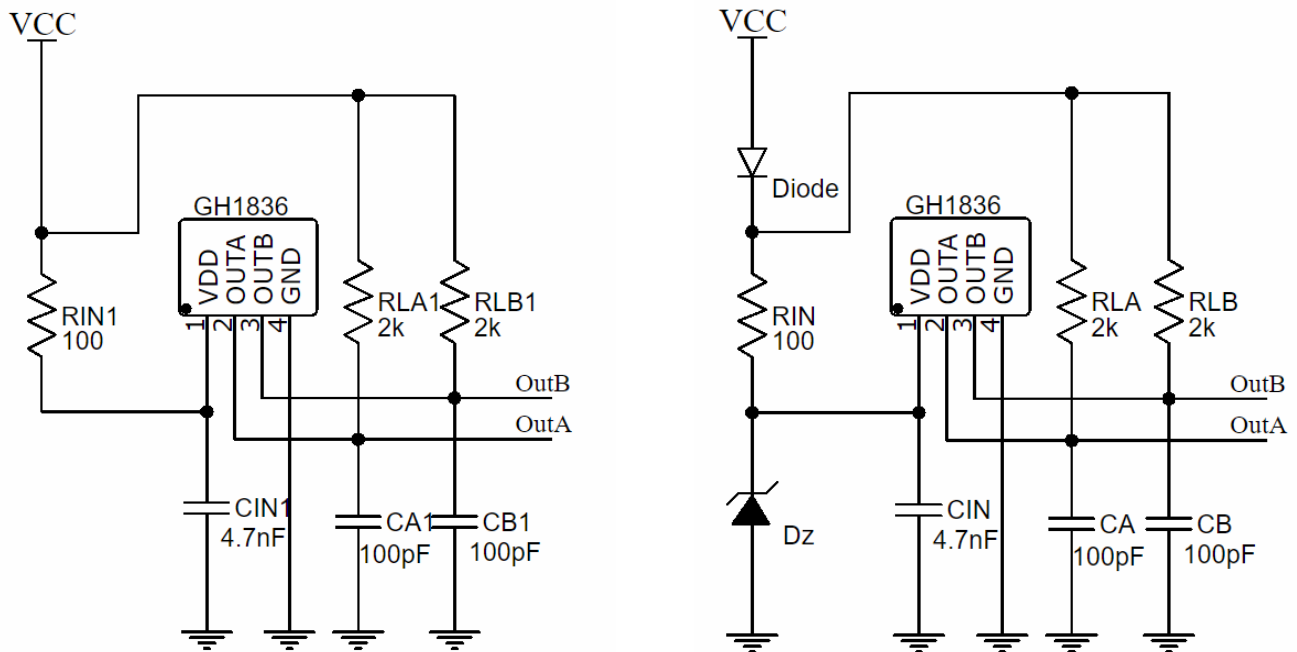 VCC
GH1836
VDD
OUTA
OUTB
GND
1
2
3
4
RIN1
100
RLA1
2k
RLB1
2k
OutB
OutA
CIN1
4.7nF
CA1
100pF
CB1
100pF
VCC
Diode
GH1836
VDD
OUTA
OUTB
GND
1
2
3
4
RIN
100
RLA
2k
RLB
2k
OutB
OutA
Dz
CIN
4.7nF
CA
100pF
CB
100pF